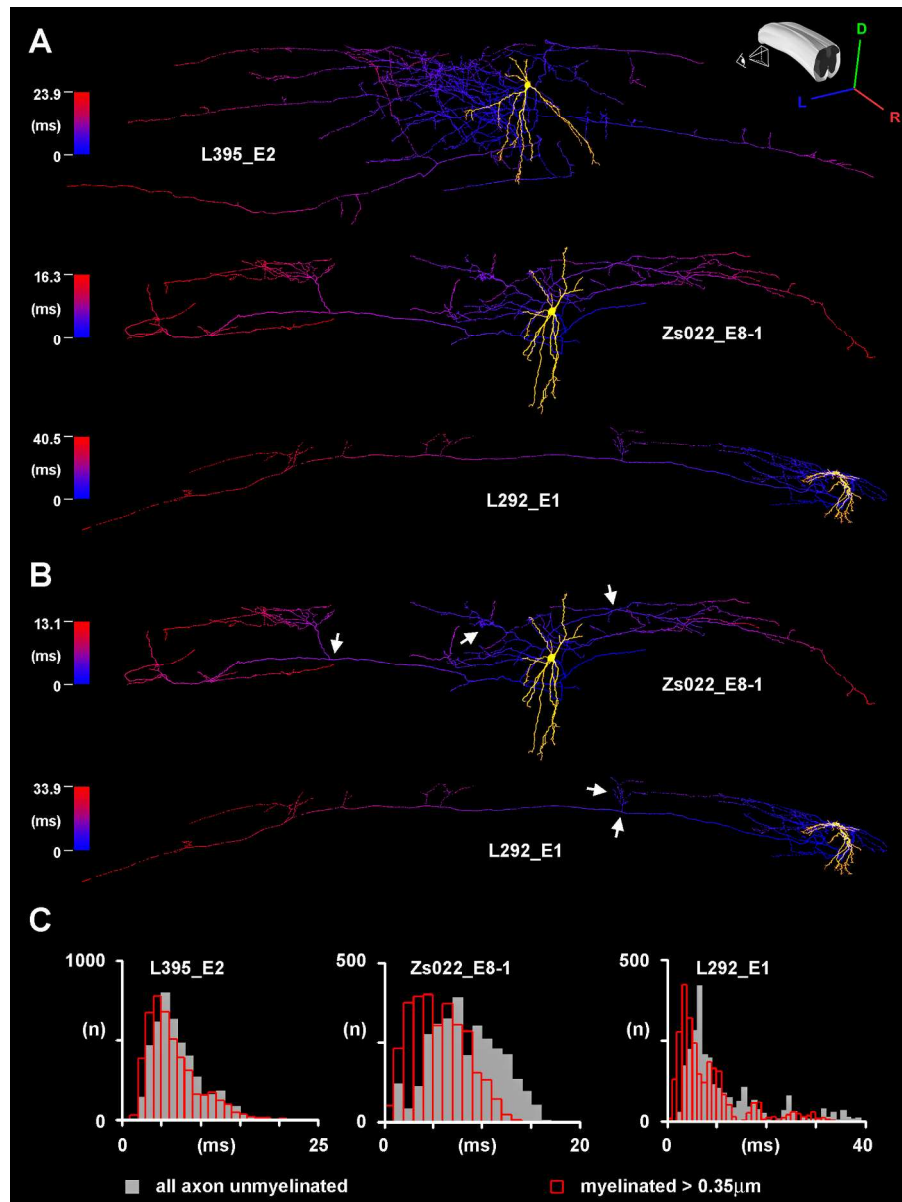 A
D
L
R
23.9
(ms)
0
L395_E2
16.3
(ms)
0
Zs022_E8-1
40.5
(ms)
0
L292_E1
B
13.1
(ms)
0
Zs022_E8-1
33.9
(ms)
0
L292_E1
C
1000
L395_E2
(n)
0
0 (ms) 25
500
Zs022_E8-1
(n)
0
0 (ms) 20
500
L292_E1
(n)
0
0 (ms) 40
all axon unmyelinated
myelinated > 0.35µm